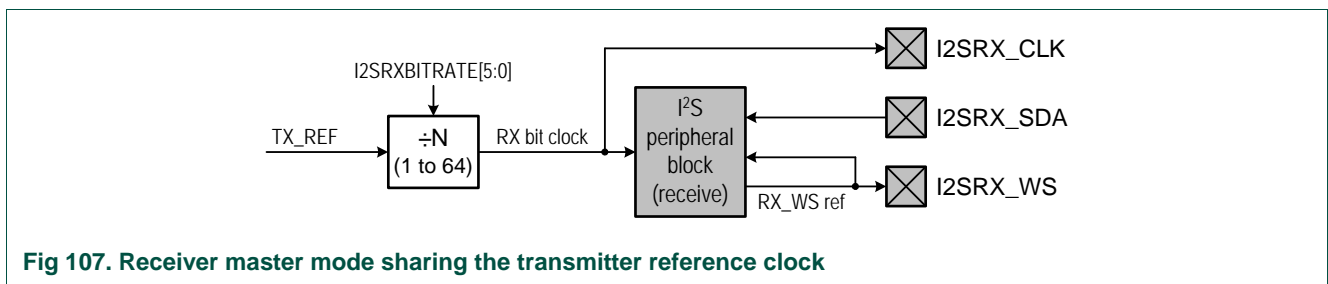 I2SRX_CLK
I2SRXBITRATE[5:0]
I²S
peripheral
block
(receive)
I2SRX_SDA
TX_REF
÷N
(1 to 64)
RX bit clock
RX_WS ref
I2SRX_WS
Fig 107. Receiver master mode sharing the transmitter reference clock